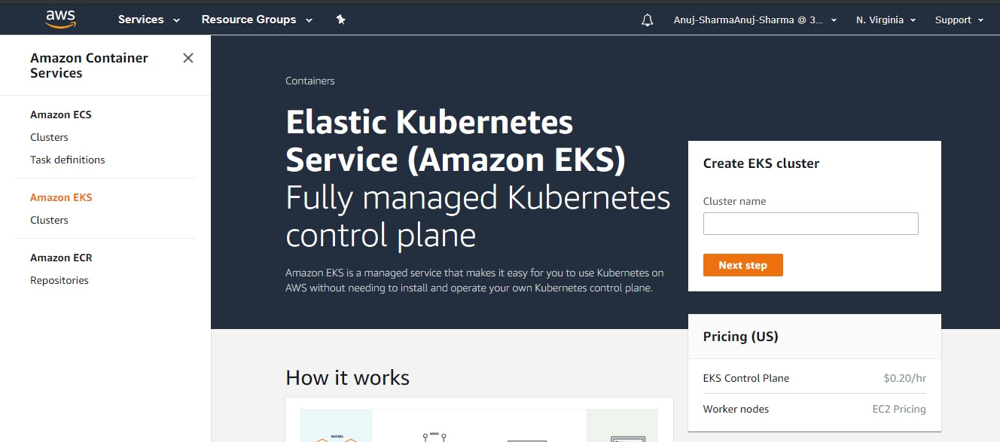 aws
Services
Resource Groups
Anuj-SharmaAnuj-Sharma @ 3...
N. Virginia
Support
Amazon Container
Services
Amazon ECS
Clusters
Task definitions
Amazon EKS
Clusters
Amazon ECR
Repositories
Containers
Elastic Kubernetes
Service (Amazon EKS)
Fully managed Kubernetes
control plane
Amazon EKS is a managed service that makes it easy for you to use Kubernetes on
AWS without needing to install and operate your own Kubernetes control plane.
Create EKS cluster
Cluster name
Next step
Pricing (US)
EKS Control Plane $0.20/hr
Worker nodes EC2 Pricing
How it works